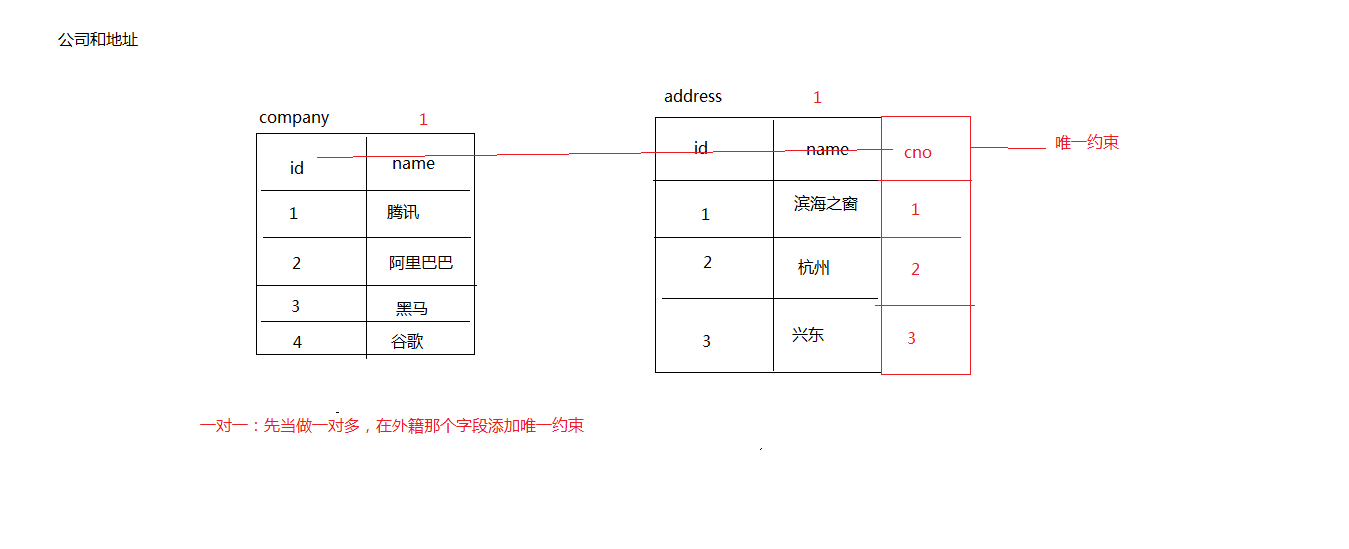 公司和地址
company 1
id name
1 腾讯
2 阿里巴巴
3 黑马
4 谷歌
address 1
id name cno
1 滨海之窗 1
2 杭州 2
3 兴东 3
唯一约束
一对一：先当做一对多，在外籍那个字段添加唯一约束